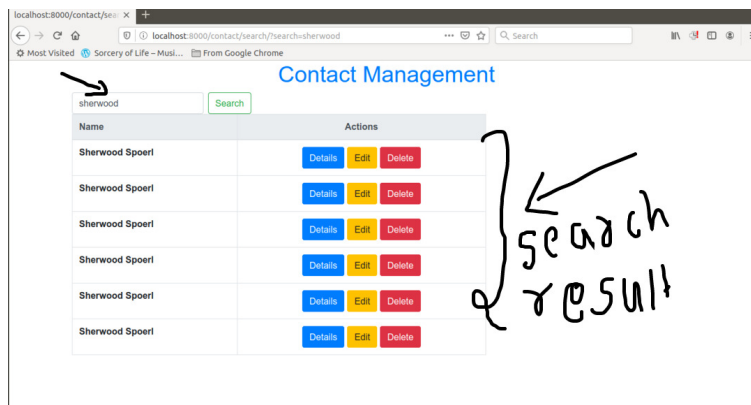 localhost:8000/contact/sea
localhost:8000/contact/search/?search=sherwood
Search
Most Visited Sorcery of Life – Musi... From Google Chrome
Contact Management
sherwood Search
Name Actions
Sherwood Spoerl Details Edit Delete
Sherwood Spoerl Details Edit Delete
Sherwood Spoerl Details Edit Delete
Sherwood Spoerl Details Edit Delete
Sherwood Spoerl Details Edit Delete
Sherwood Spoerl Details Edit Delete
search
result